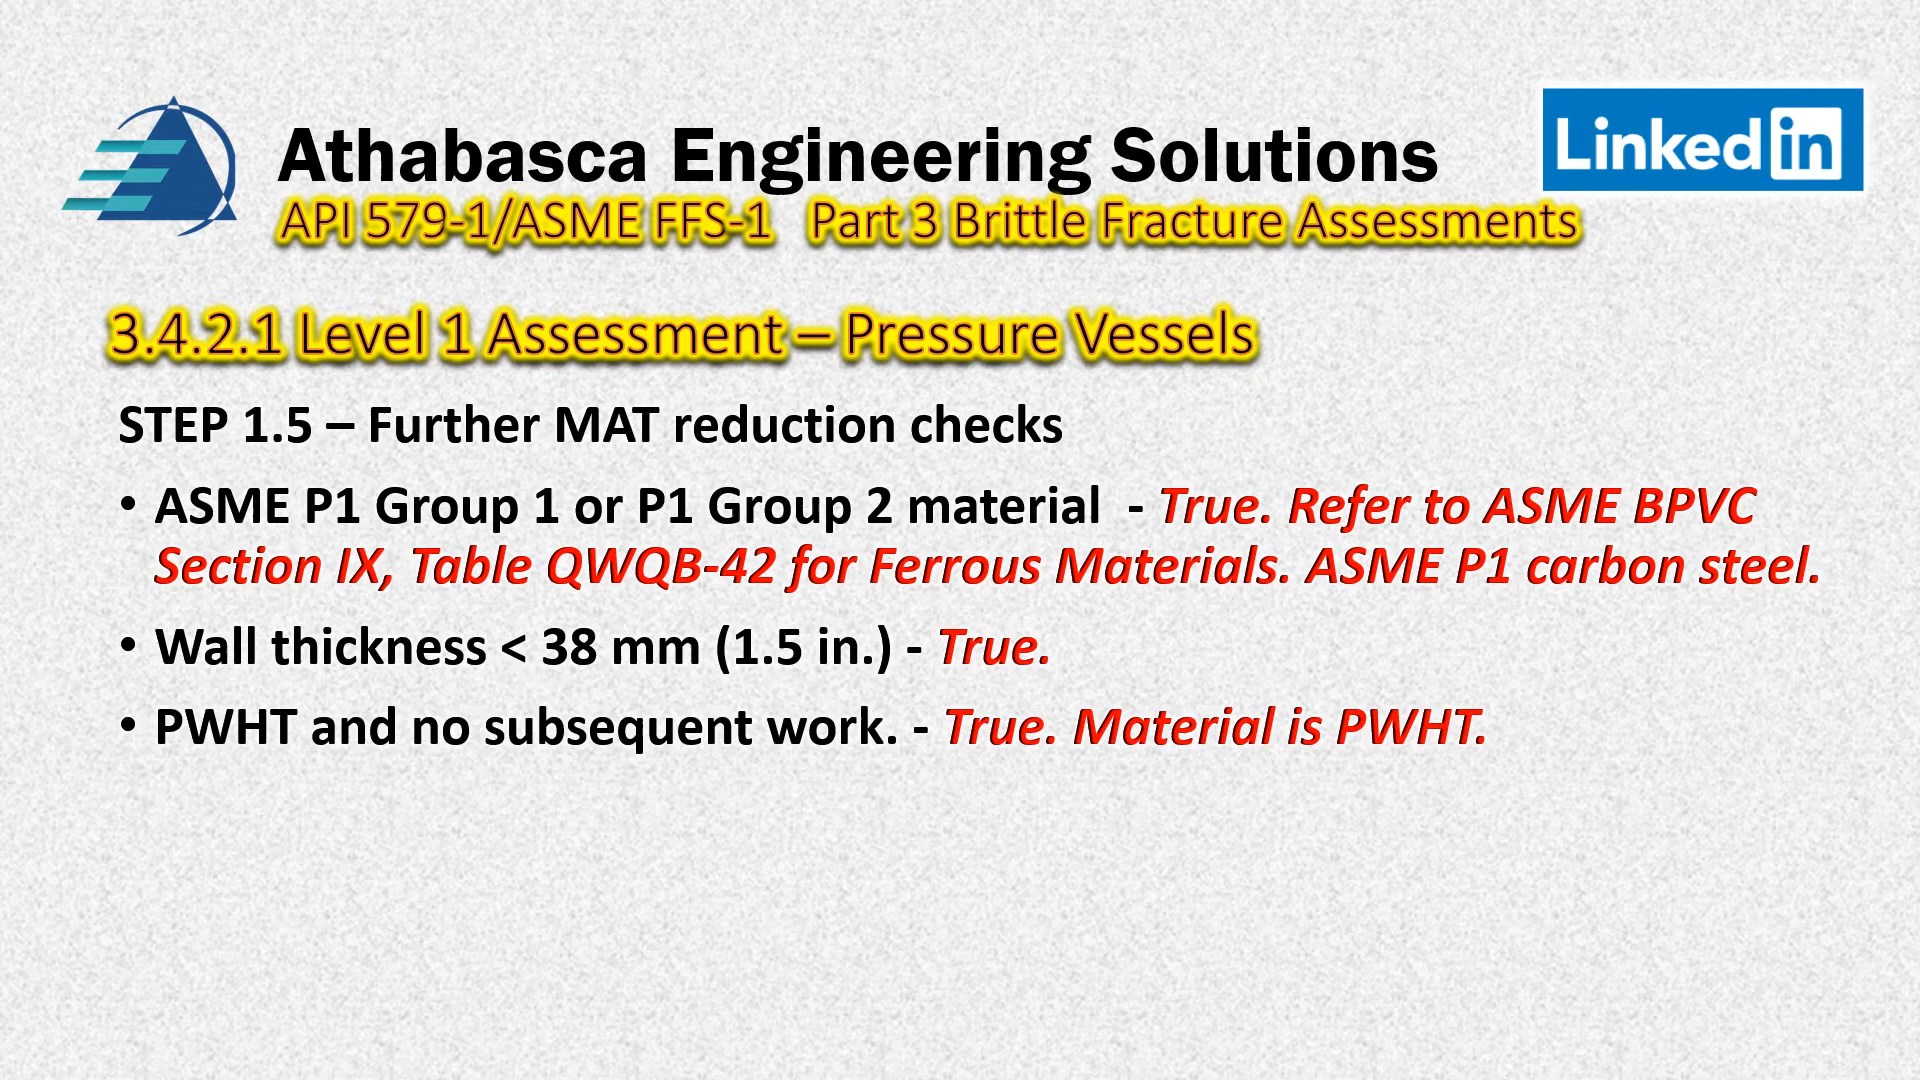 Athabasca Engineering Solutions
Linked in
API 579-1/ASME FFS-1 Part 3 Brittle Fracture Assessments
3.4.2.1 Level 1 Assessment – Pressure Vessels
STEP 1.5 – Further MAT reduction checks
• ASME P1 Group 1 or P1 Group 2 material - True. Refer to ASME BPVC
Section IX, Table QWQB-42 for Ferrous Materials. ASME P1 carbon steel.
• Wall thickness < 38 mm (1.5 in.) - True.
• PWHT and no subsequent work. - True. Material is PWHT.